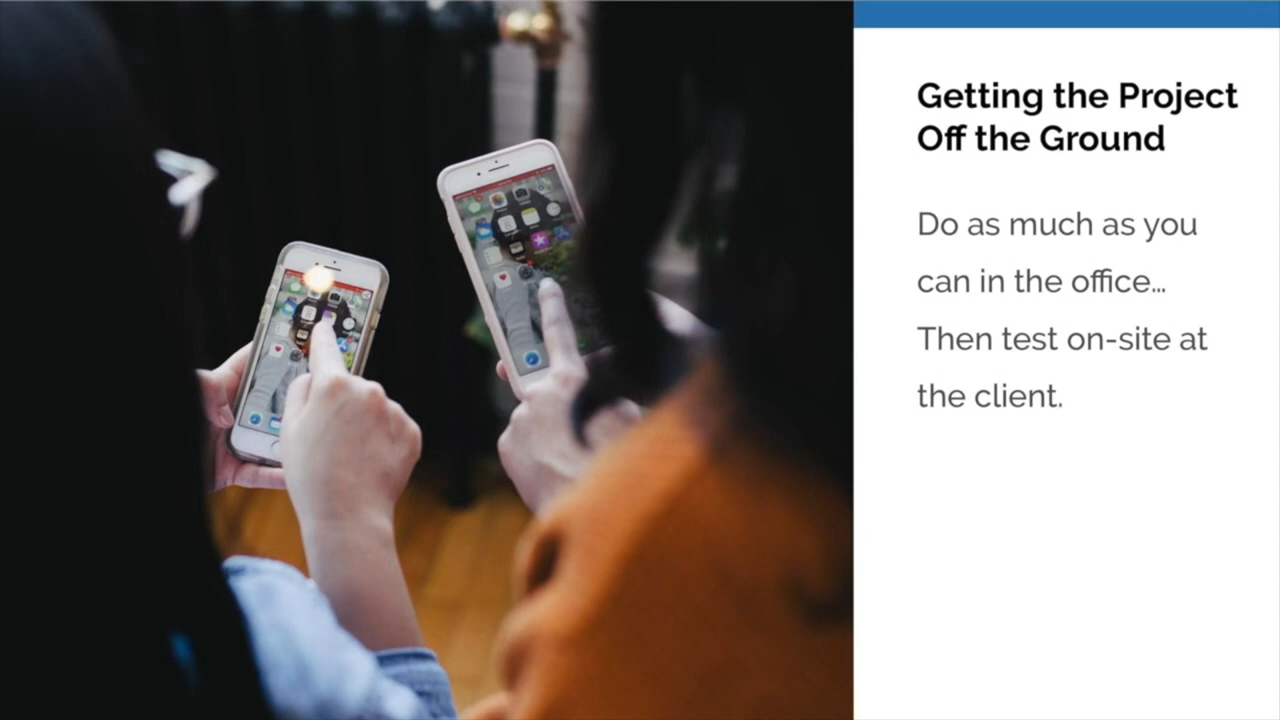 Getting the Project
Off the Ground
Do as much as you
can in the office…
Then test on-site at
the client.